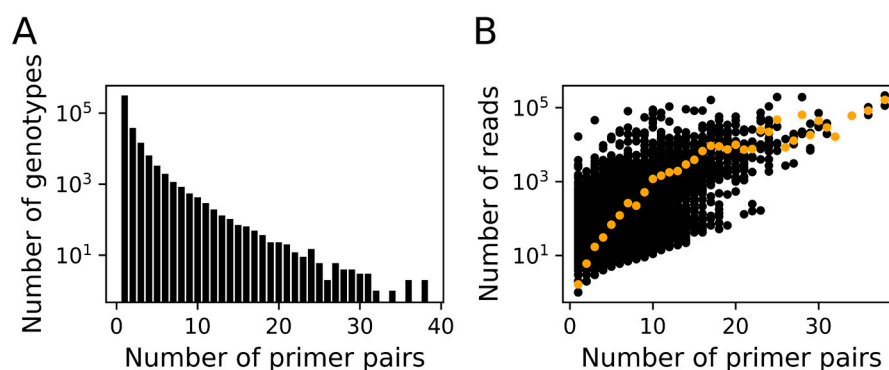 A
B
Number of genotypes
10^5
10^3
10^1
0 10 20 30 40
Number of primer pairs
Number of reads
10^5
10^3
10^1
0 10 20 30
Number of primer pairs